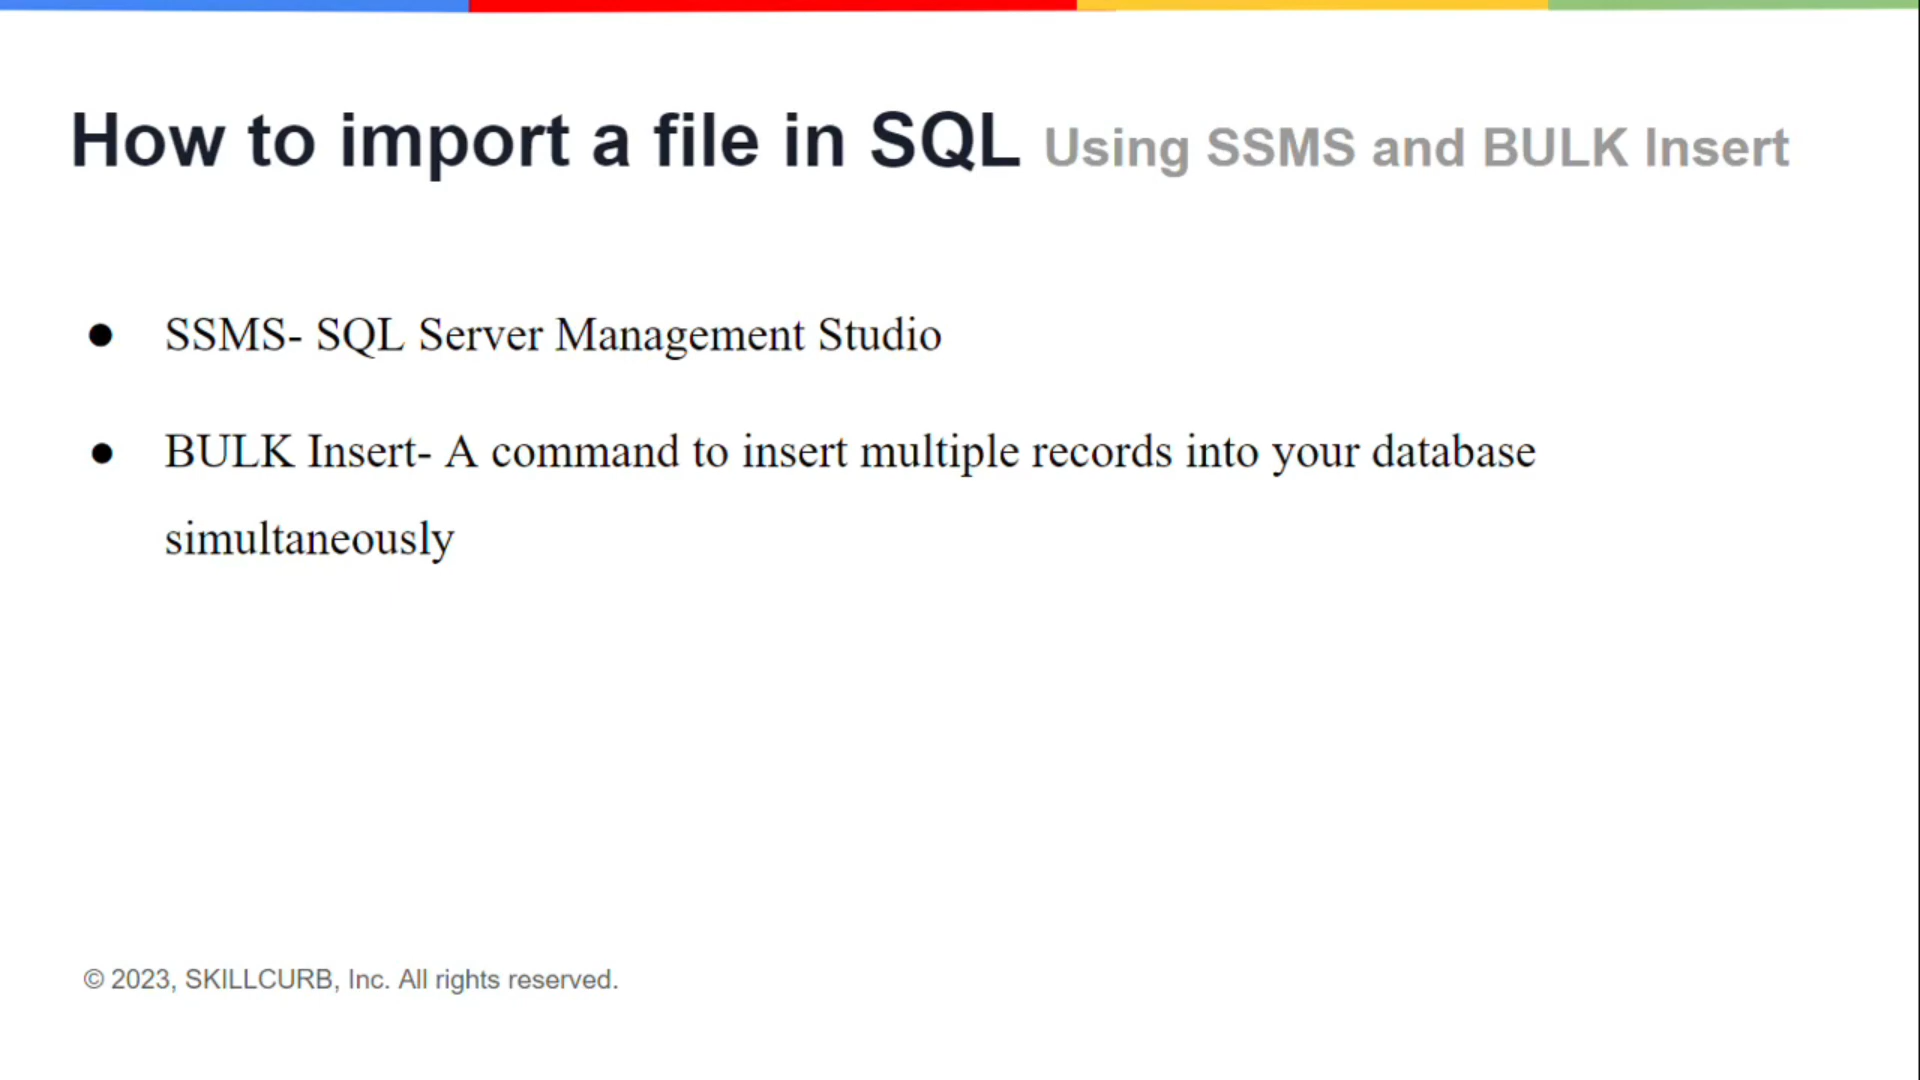 How to import a file in SQL Using SSMS and BULK Insert
● SSMS- SQL Server Management Studio
● BULK Insert- A command to insert multiple records into your database
simultaneously
© 2023, SKILLCURB, Inc. All rights reserved.